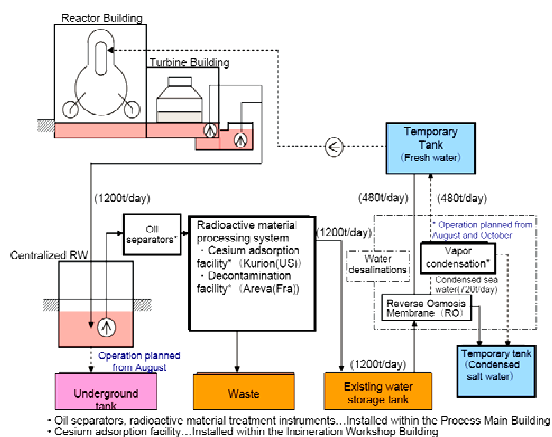 Reactor Building
Turbine Building
Temporary
Tank
(Fresh water)
(1200t/day)
(480t/day)
(480t/day)
* Operation planned from
August and October
Oil
separators*
Radioactive material
processing system
・Cesium adsorption
facility* (Kurion(US)
・Decontamination
facility* (Areva(Fra))
(1200t/day)
Water
desalinations
Vapor
condensation*
Condensed sea
water(720t/day)
Centralized RW
Reverse Osmosis
Membrane (RO)
Operation planned
from August
(1200t/day)
Temporary tank
(Condensed
salt water)
Underground
tank
Waste
Existing water
storage tank
・Oil separators, radioactive material treatment instruments…Installed within the Process Main Building
・Cesium adsorption facility…Installed within the Incineration Workshop Building